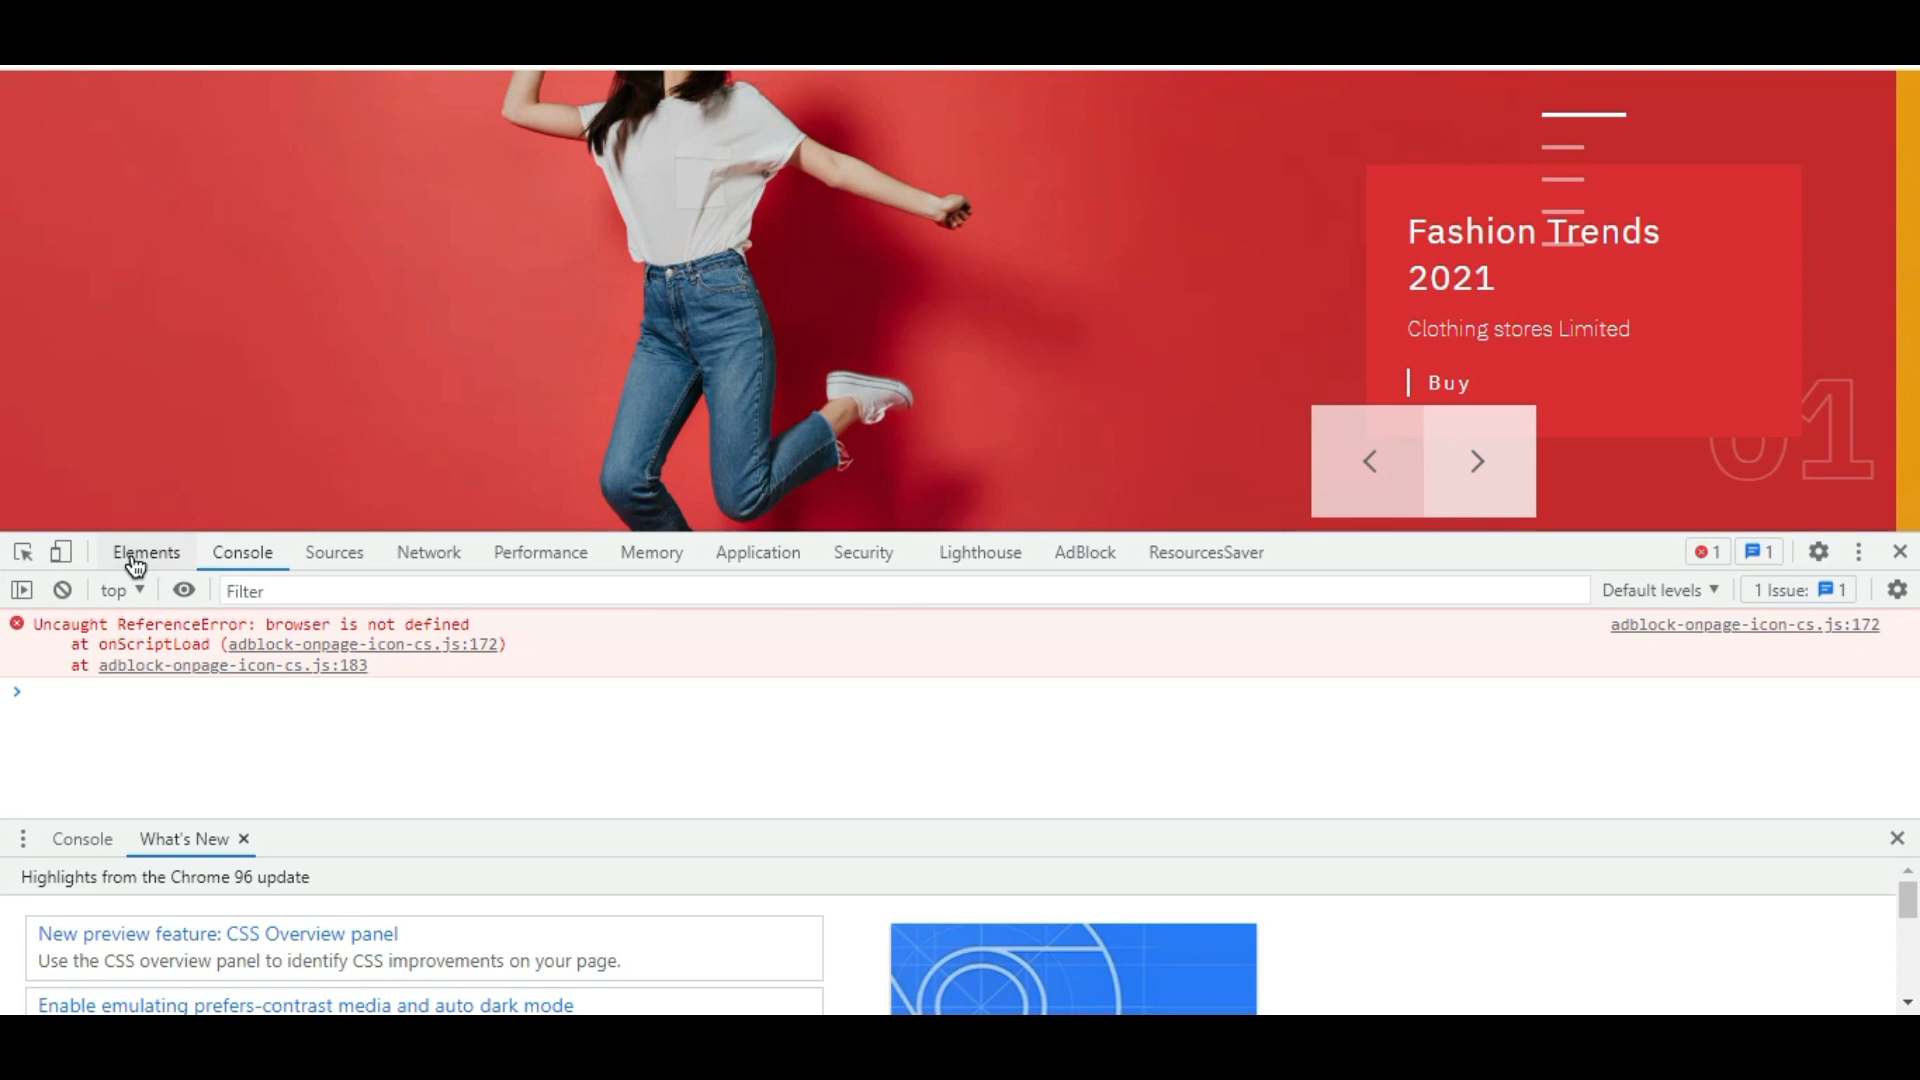 Fashion Trends
2021
Clothing stores Limited
Buy
01
Elements Console Sources Network Performance Memory Application Security Lighthouse AdBlock ResourcesSaver 1 1
top Filter Default levels 1 Issue: 1
Uncaught ReferenceError: browser is not defined adblock-onpage-icon-cs.js:172
at onScriptLoad (adblock-onpage-icon-cs.js:172)
at adblock-onpage-icon-cs.js:183
Console What's New
Highlights from the Chrome 96 update
New preview feature: CSS Overview panel
Use the CSS overview panel to identify CSS improvements on your page.
Enable emulating prefers-contrast media and auto dark mode